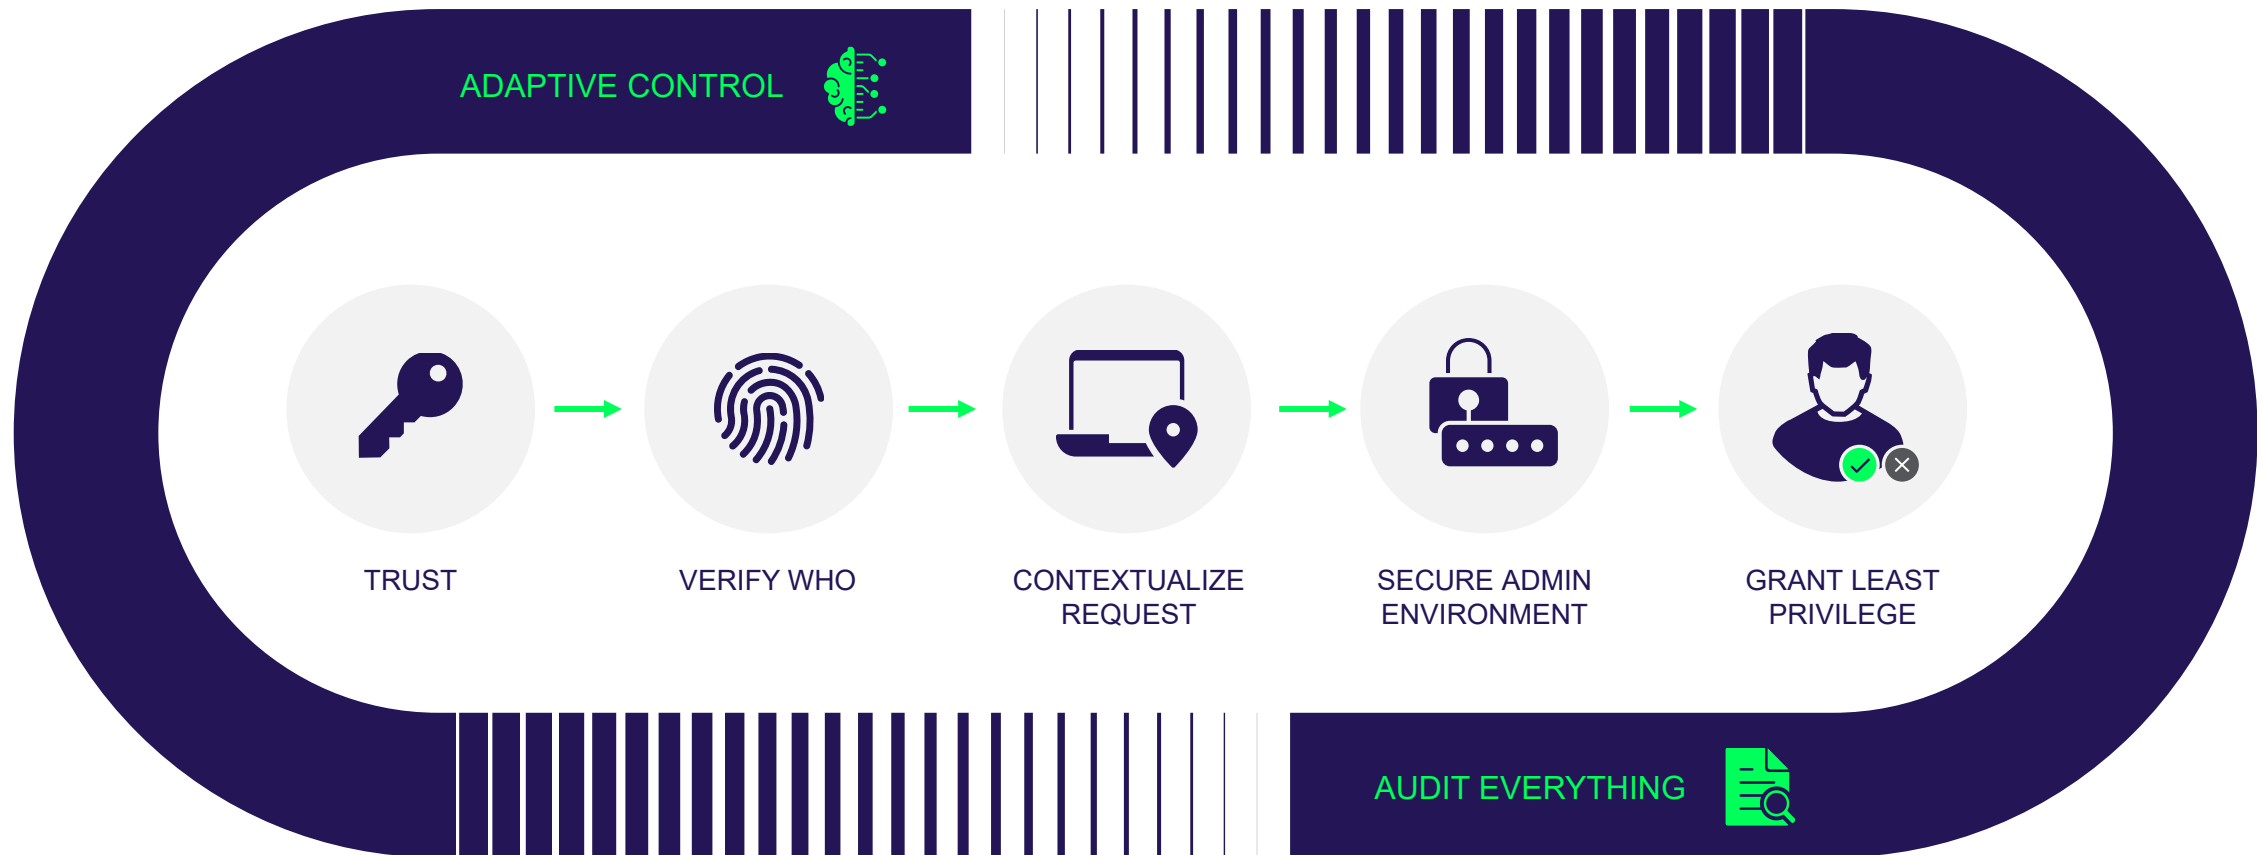 ADAPTIVE CONTROL
TRUST
VERIFY WHO
CONTEXTUALIZE
REQUEST
SECURE ADMIN
ENVIRONMENT
GRANT LEAST
PRIVILEGE
AUDIT EVERYTHING